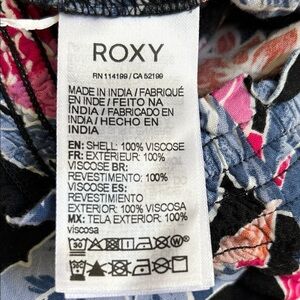 ROXY
RN 114199 / CA 52199
MADE IN INDIA / FABRIQUÉ
EN INDE / FEITO NA
ÍNDIA / FABRICADO EN
INDIA / HECHO EN
INDIA
EN: SHELL: 100% VISCOSE
FR: EXTÉRIEUR: 100%
VISCOSE BR:
REVESTIMENTO: 100%
VISCOSE ES:
REVESTIMIENTO
EXTERIOR: 100% VISCOSA
MX: TELA EXTERIOR: 100%
viscosa